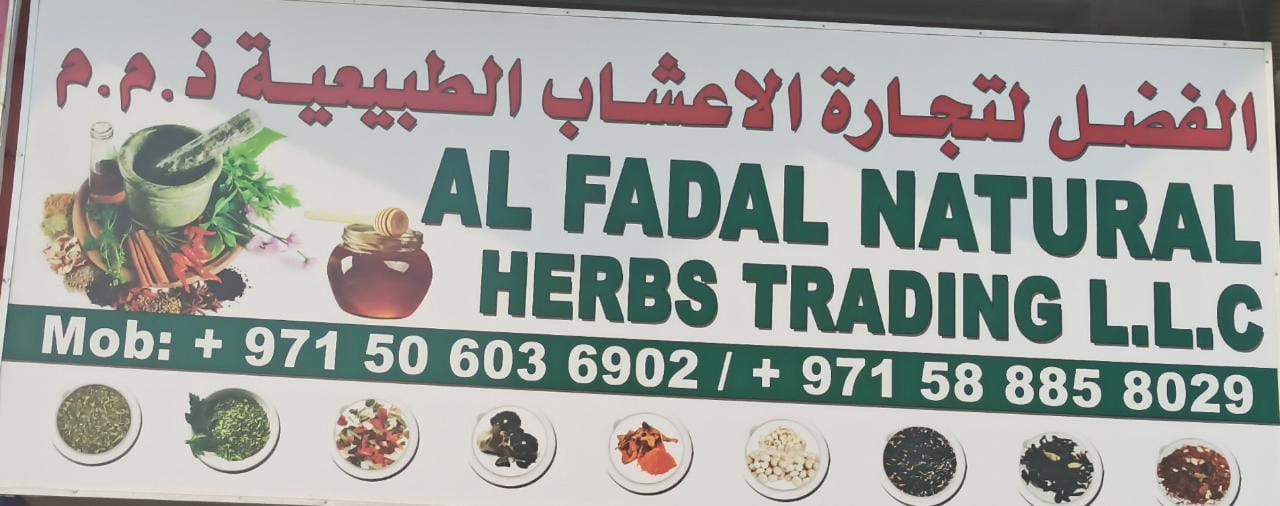 الفضل لتجارة الاعشاب الطبيعية ذ.م.م
AL FADAL NATURAL
HERBS TRADING L.L.C
Mob: + 971 50 603 6902 / + 971 58 885 8029